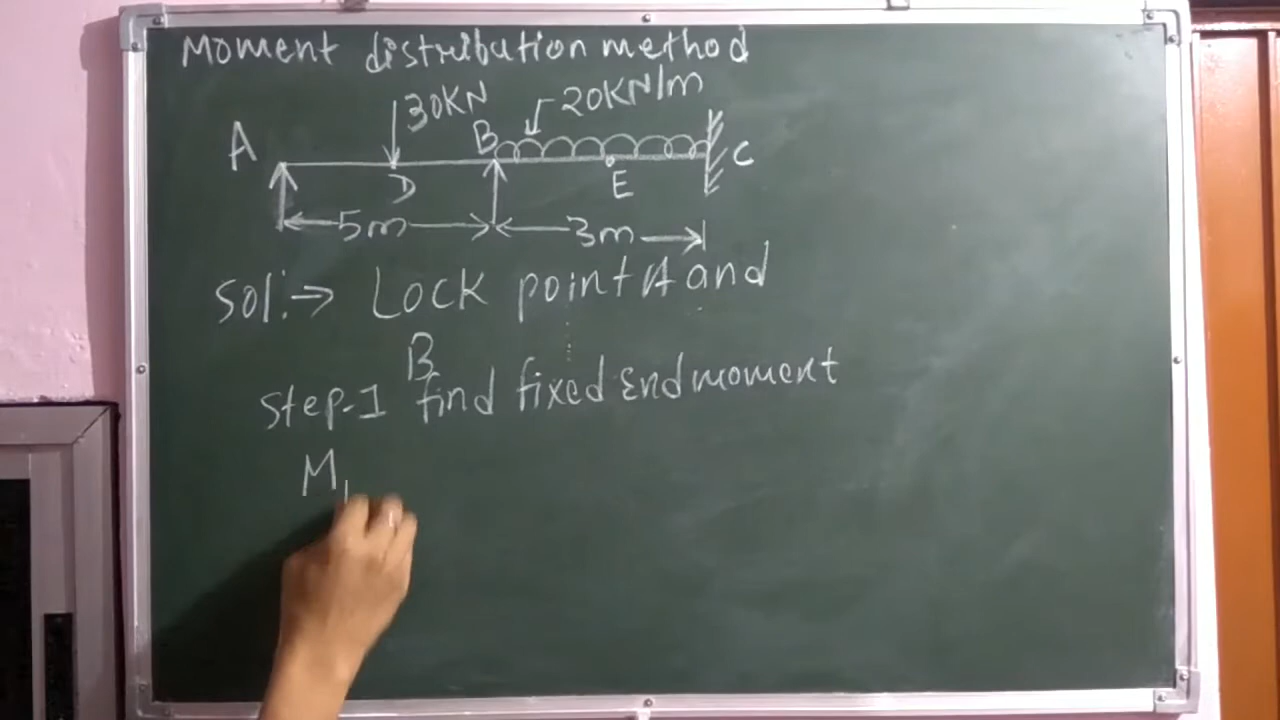 Moment distribution method
30KN 20KN/m
A B C
D E
5m 3m
Sol:→ Lock point A and
B
Step-1 find fixed End moment
M